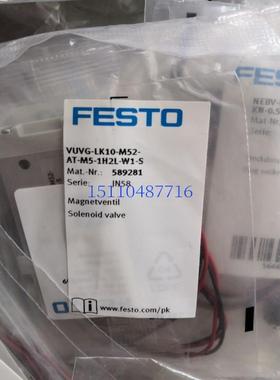 FESTO
VUVG-LK10-M52-
AT-M5-1H2L-W1-S
Mat.-Nr.: 589281
Serie: JN58
15110487716
Magnetventil
Solenoid valve
www.festo.com/pk
NEBV-